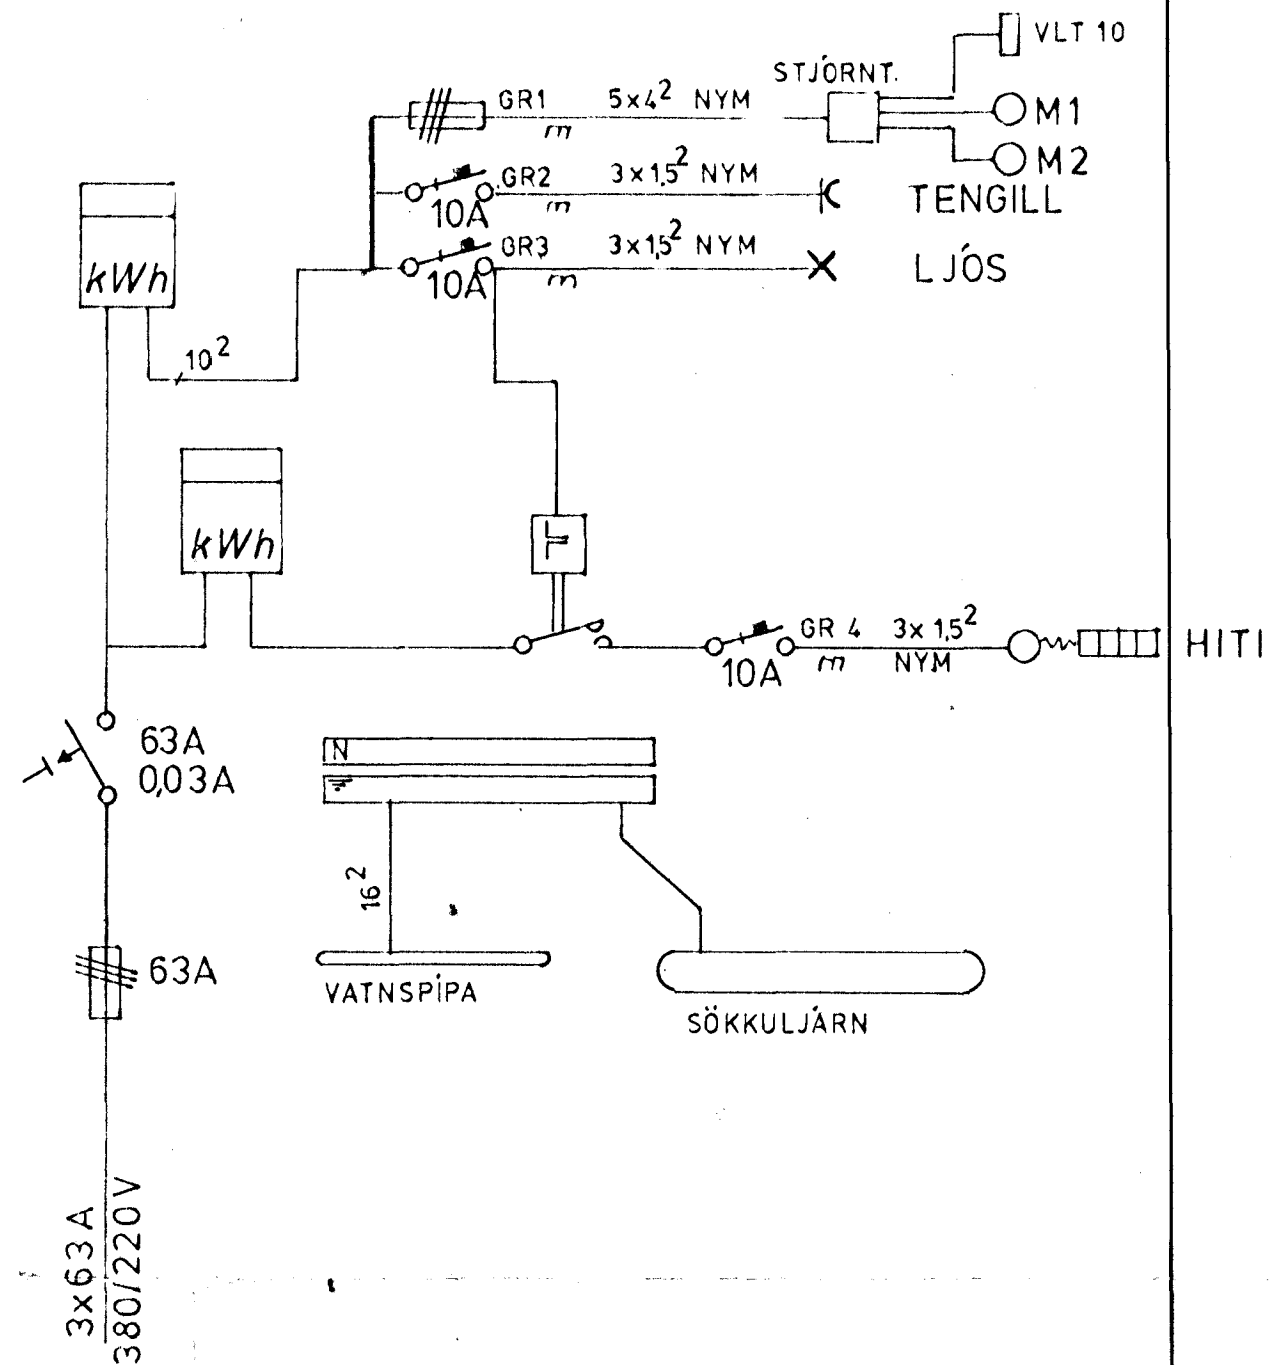 VLT 10
STJÓRNT.
GR1 5x4² NYM
m
M1
M2
GR2 3x1,5² NYM
m
10A
TENGILL
GR3 3x1,5² NYM
m
10A
LJÓS
kWh
10²
kWh
GR 4 3x1,5²
m NYM
10A
HITI
63A
0,03A
N
16²
63A
VATNSPÍPA
SÖKKULJÁRN
3x63A
380/220V